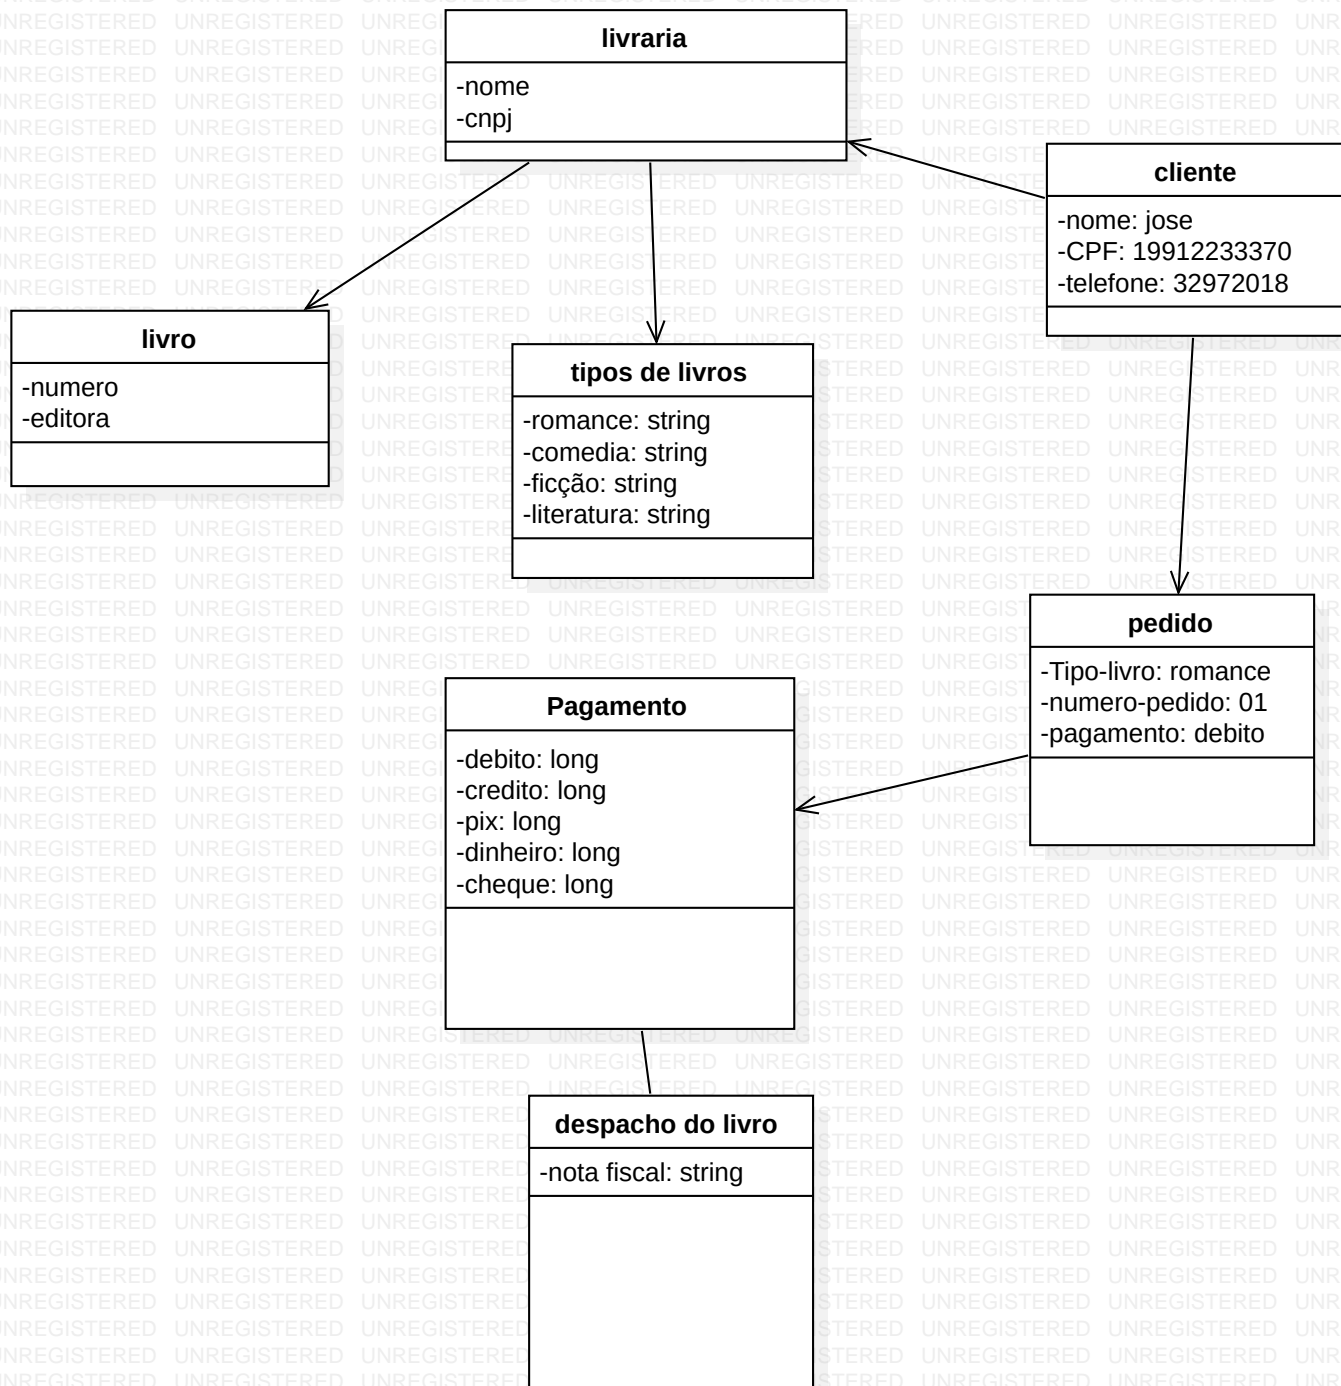 livraria
-nome
-cnpj
cliente
-nome: jose
-CPF: 19912233370
-telefone: 32972018
livro
-numero
-editora
tipos de livros
-romance: string
-comedia: string
-ficção: string
-literatura: string
pedido
-Tipo-livro: romance
-numero-pedido: 01
-pagamento: debito
Pagamento
-debito: long
-credito: long
-pix: long
-dinheiro: long
-cheque: long
despacho do livro
-nota fiscal: string
UNREGISTERED